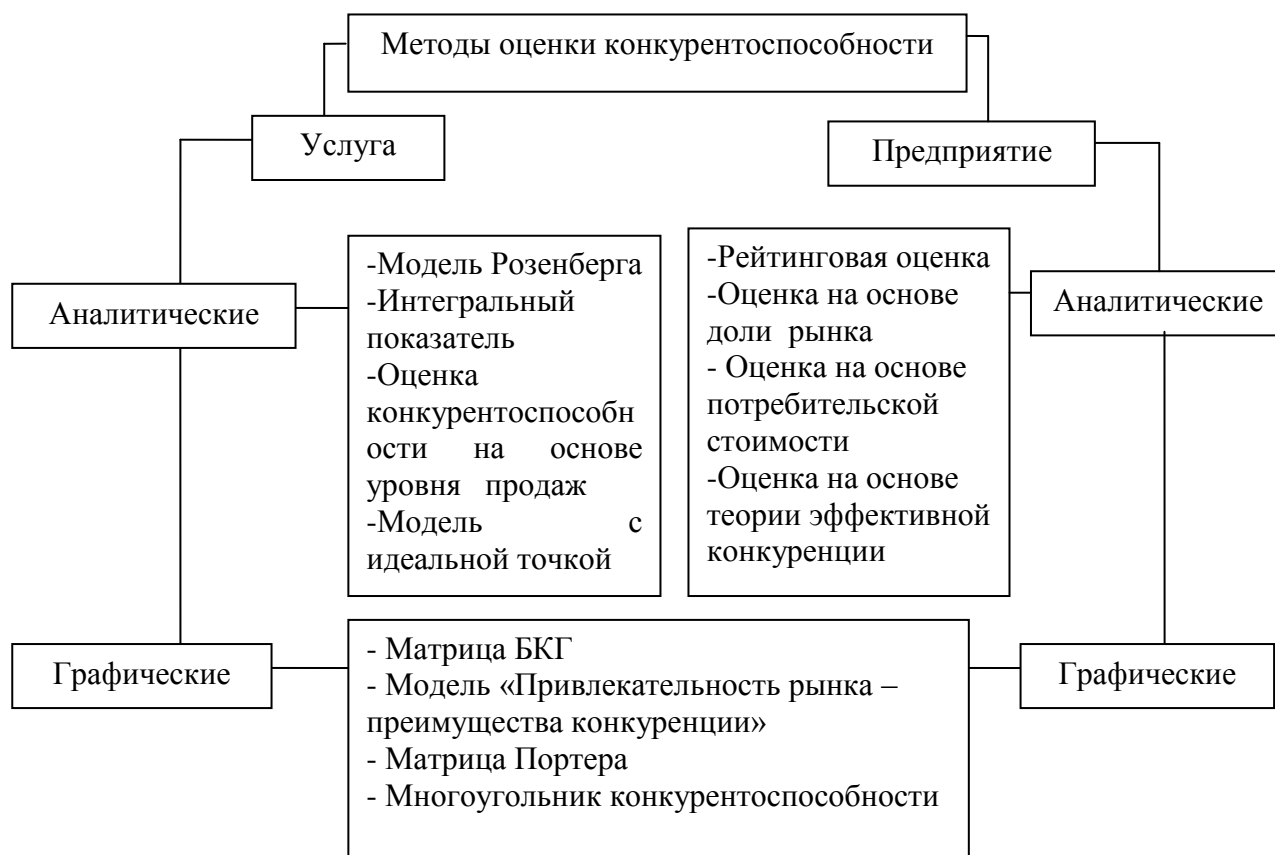 Методы оценки конкурентоспособности
Услуга
Предприятие
Аналитические
-Модель Розенберга
-Интегральный
показатель
-Оценка
конкурентоспособн
ости на основе
уровня продаж
-Модель с
идеальной точкой
-Рейтинговая оценка
-Оценка на основе
доли рынка
- Оценка на основе
потребительской
стоимости
-Оценка на основе
теории эффективной
конкуренции
Аналитические
Графические
- Матрица БКГ
- Модель «Привлекательность рынка –
преимущества конкуренции»
- Матрица Портера
- Многоугольник конкурентоспособности
Графические